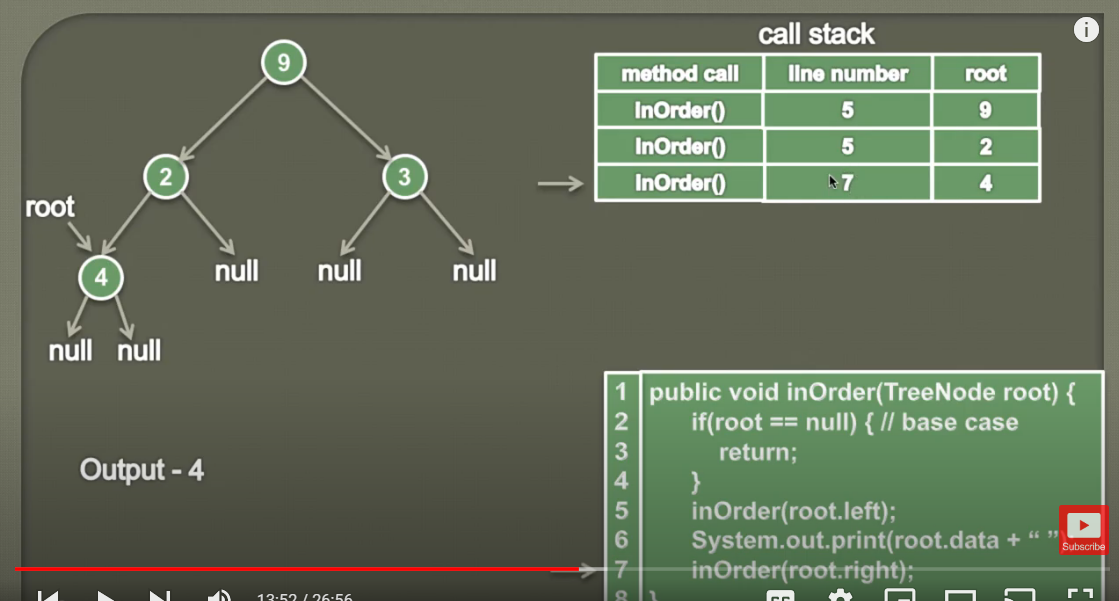 call stack
method call line number root
InOrder() 5 9
InOrder() 5 2
InOrder() 7 4
9
2 3
root
4 null null null
null null
Output - 4
1 public void inOrder(TreeNode root) {
2 if(root == null) { // base case
3 return;
4 }
5 inOrder(root.left);
6 System.out.print(root.data + “ ”
7 inOrder(root.right);
8 }
Subscribe
13:52 / 26:56